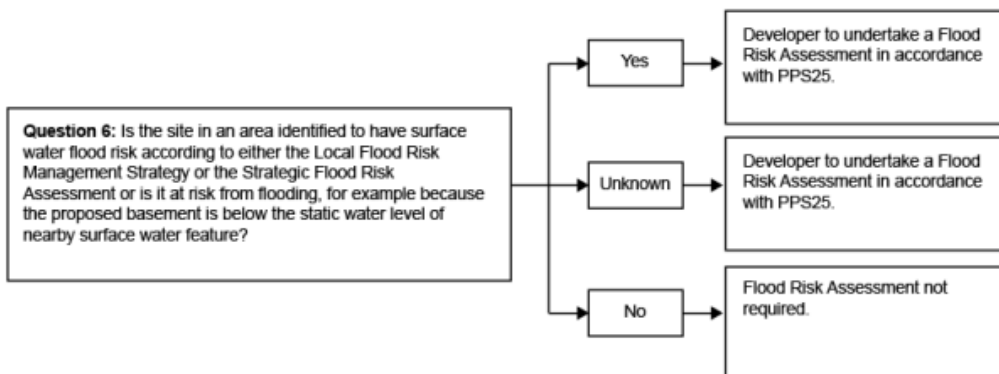 Question 6: Is the site in an area identified to have surface
water flood risk according to either the Local Flood Risk
Management Strategy or the Strategic Flood Risk
Assessment or is it at risk from flooding, for example because
the proposed basement is below the static water level of
nearby surface water feature?
Yes
Developer to undertake a Flood
Risk Assessment in accordance
with PPS25.
Unknown
Developer to undertake a Flood
Risk Assessment in accordance
with PPS25.
No
Flood Risk Assessment not
required.